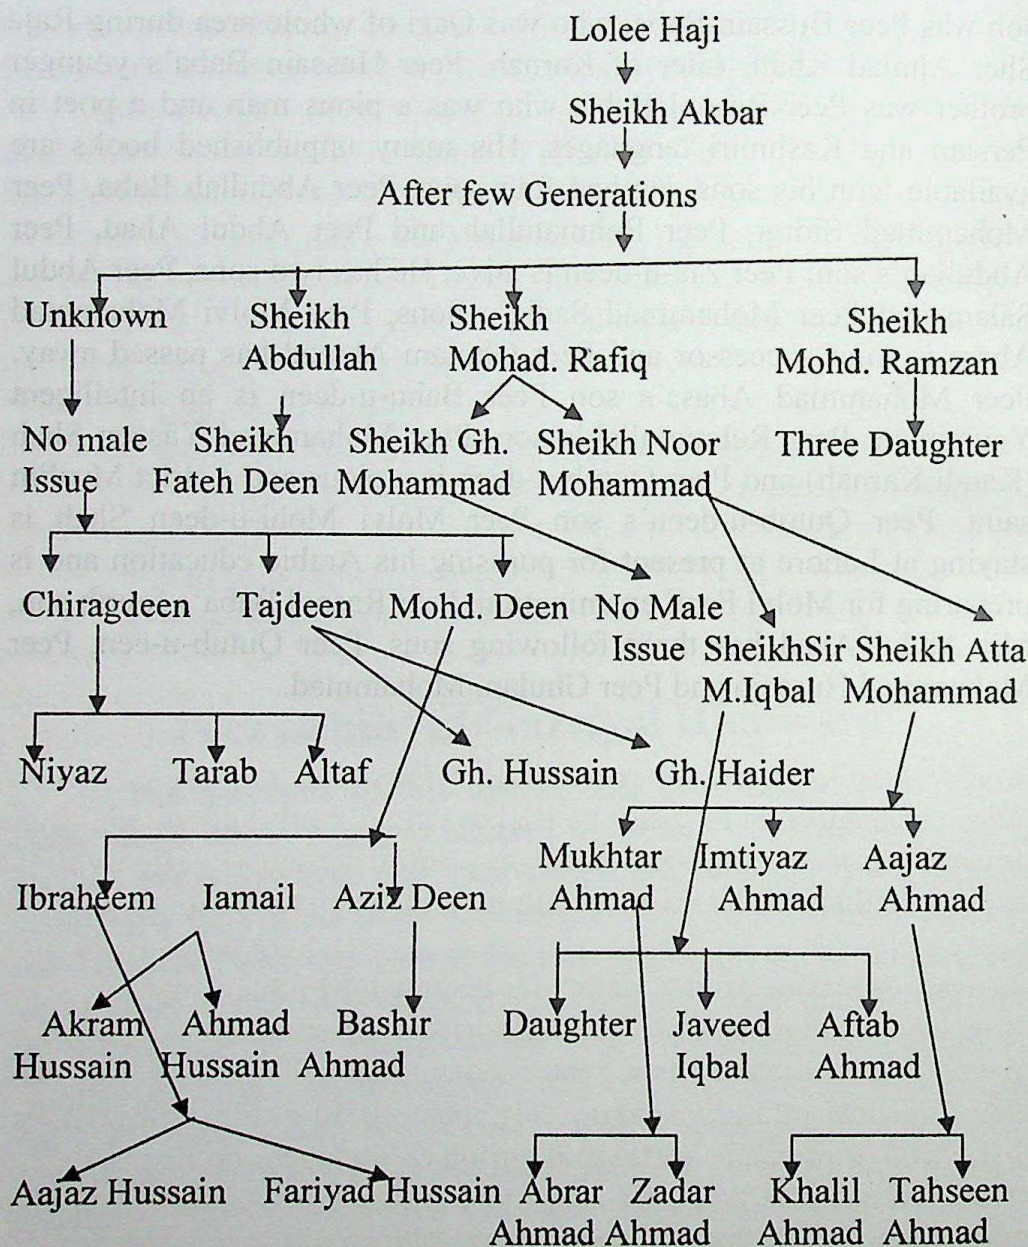 Lolee Haji
Sheikh Akbar
After few Generations
Unknown
Sheikh
Abdullah
Sheikh
Mohad. Rafiq
Sheikh
Mohd. Ramzan
No male
Issue
Sheikh
Fateh Deen
Sheikh Gh.
Mohammad
Sheikh Noor
Mohammad
Three Daughter
Chiragdeen
Tajdeen
Mohd. Deen
No Male
Issue
SheikhSir
M.Iqbal
Sheikh Atta
Mohammad
Niyaz
Tarab
Altaf
Gh. Hussain
Gh. Haider
Mukhtar
Ahmad
Imtiyaz
Ahmad
Aajaz
Ahmad
Ibraheem
Iamail
Aziz Deen
Akram
Hussain
Ahmad
Hussain
Bashir
Ahmad
Daughter
Javeed
Iqbal
Aftab
Ahmad
Aajaz Hussain
Fariyad Hussain
Abrar
Ahmad
Zadar
Ahmad
Khalil
Ahmad
Tahseen
Ahmad